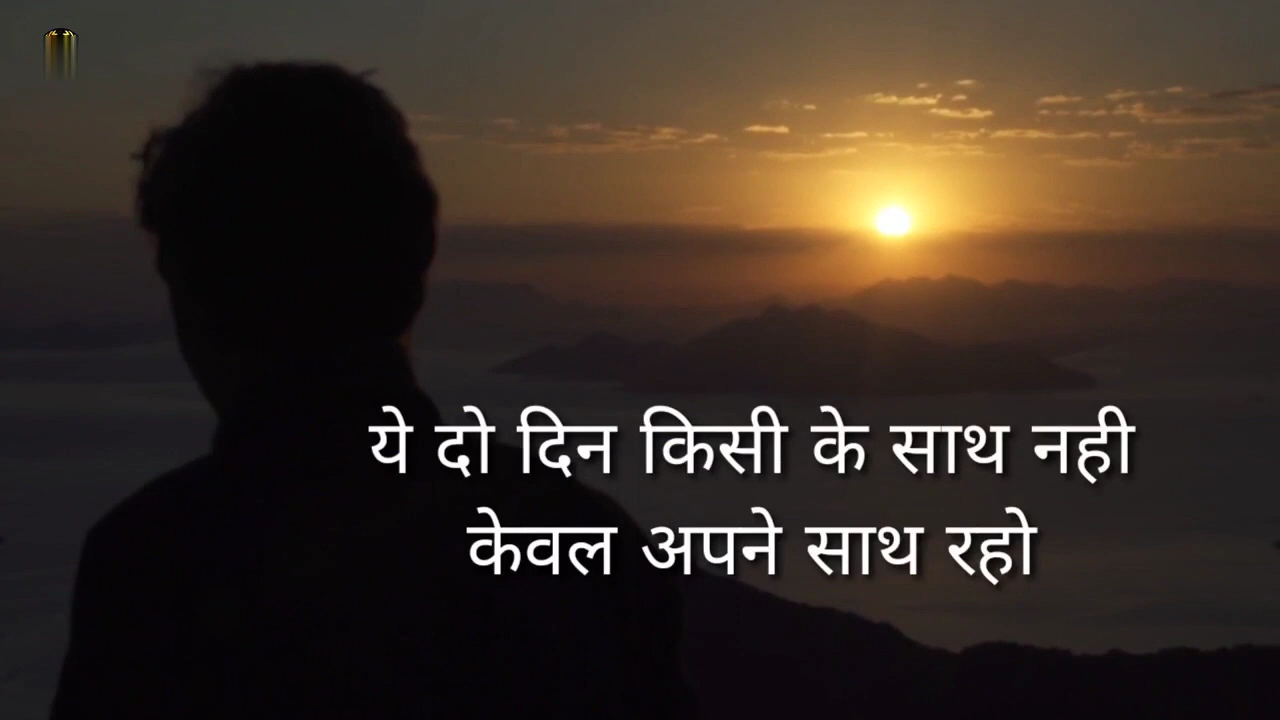 ये दो दिन किसी के साथ नही
केवल अपने साथ रहो